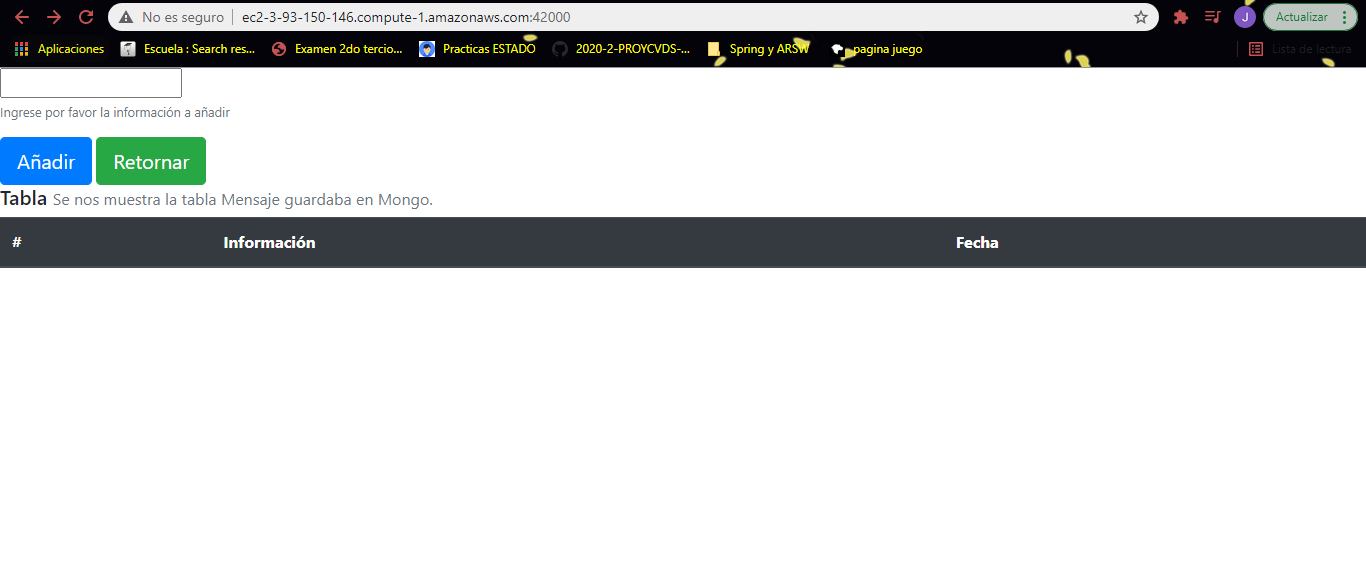 No es seguro ec2-3-93-150-146.compute-1.amazonaws.com:42000 J Actualizar
Aplicaciones Escuela : Search res... Examen 2do tercio... Practicas ESTADO 2020-2-PROYCVDS-... Spring y ARSW pagina juego Lista de lectura
Ingrese por favor la información a añadir
Añadir Retornar
Tabla Se nos muestra la tabla Mensaje guardaba en Mongo.
# Información Fecha